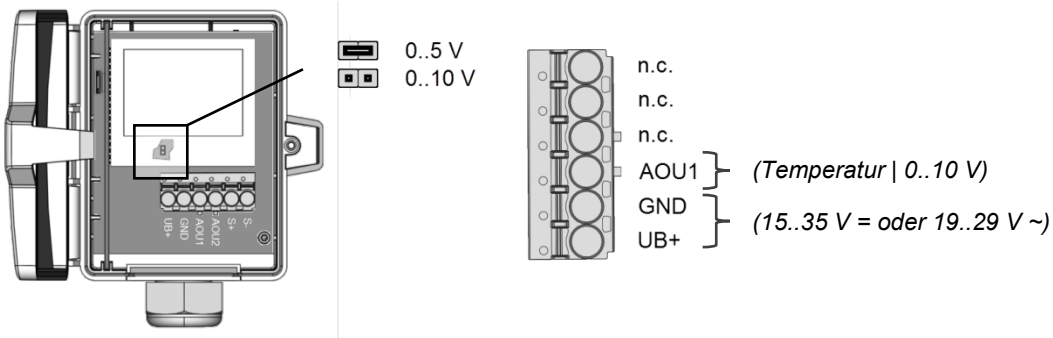 0..5 V
0..10 V
UB+
GND
AOU1
AOU2
S+
S-
n.c.
n.c.
n.c.
AOU1 (Temperatur | 0..10 V)
GND
UB+
(15..35 V = oder 19..29 V ~)